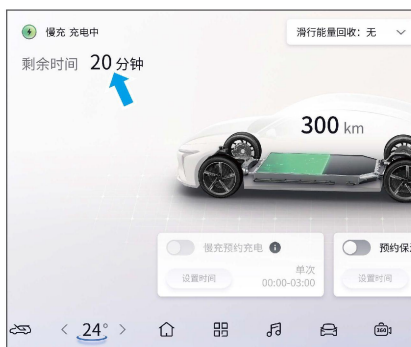 慢充 充电中
滑行能量回收：无
剩余时间 20 分钟
300 km
慢充预约充电
预约保
设置时间
单次
00:00-03:00
设置时间
24°
360